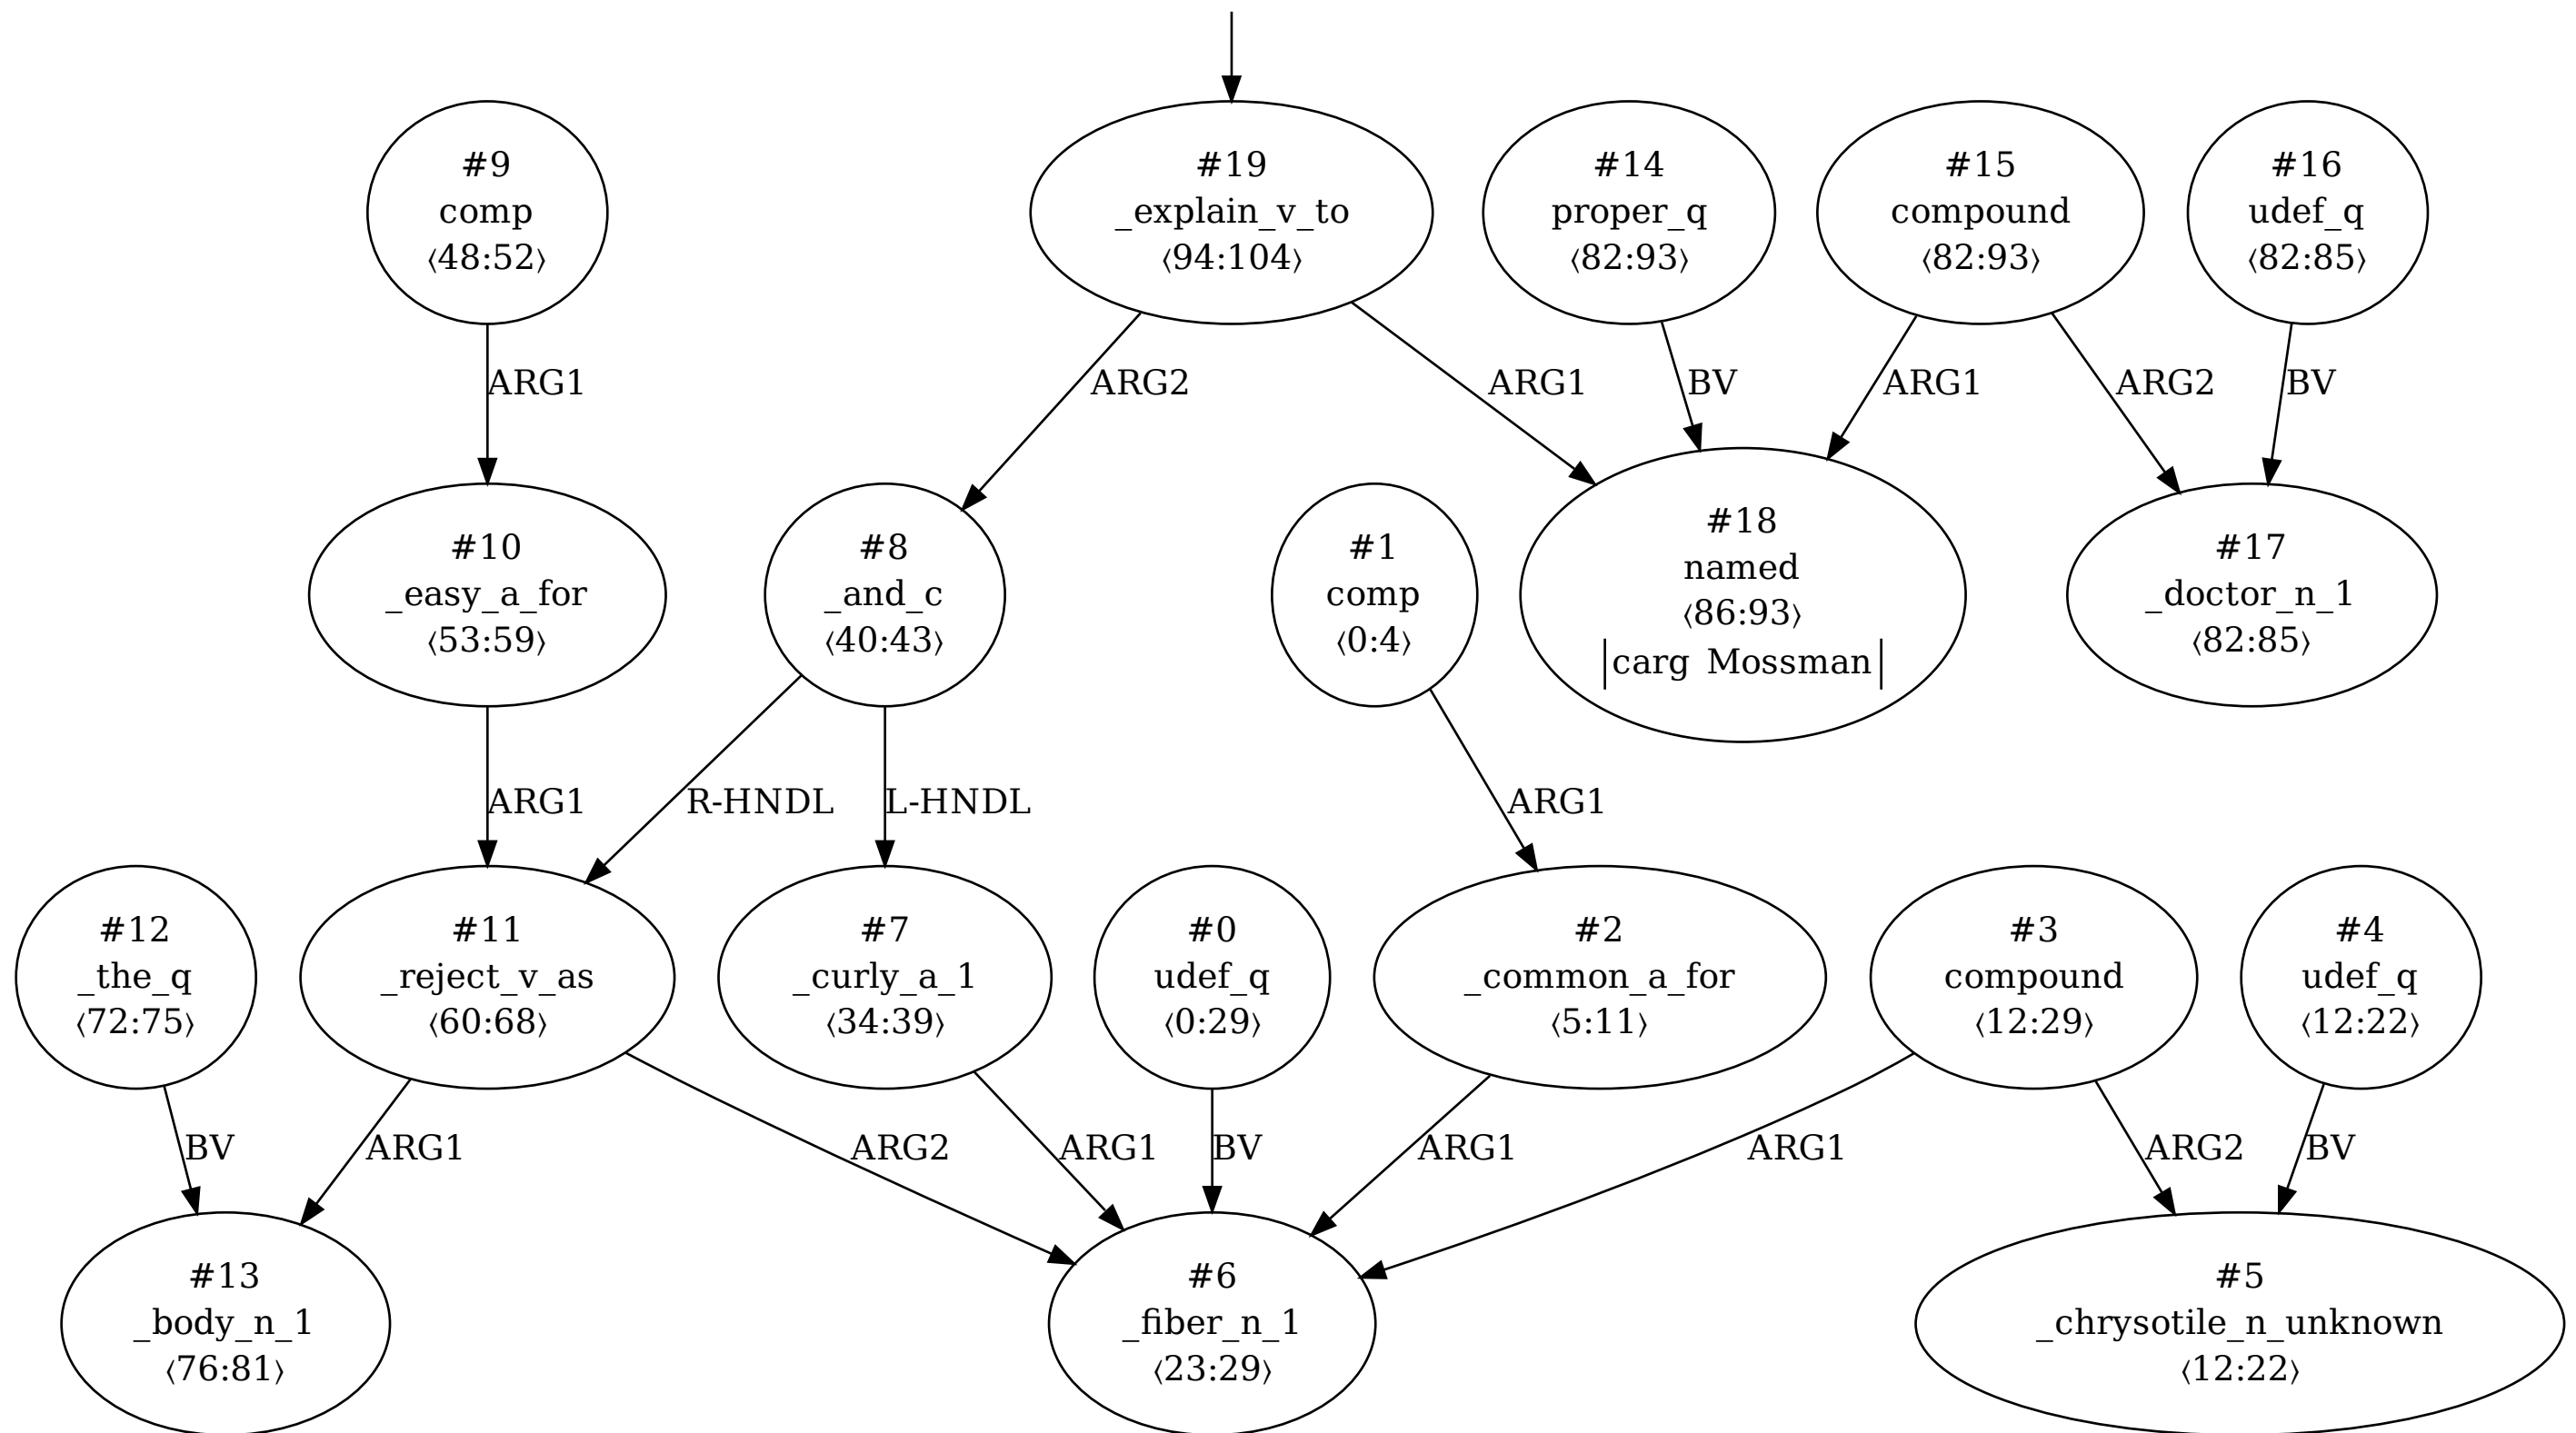 #9
comp
⟨48:52⟩
#19
_explain_v_to
⟨94:104⟩
#14
proper_q
⟨82:93⟩
#15
compound
⟨82:93⟩
#16
udef_q
⟨82:85⟩
ARG1
ARG2
ARG1
BV
ARG1
ARG2
BV
#10
_easy_a_for
⟨53:59⟩
#8
_and_c
⟨40:43⟩
#1
comp
⟨0:4⟩
#18
named
⟨86:93⟩
|carg Mossman|
#17
_doctor_n_1
⟨82:85⟩
ARG1
R-HNDL
L-HNDL
ARG1
#12
_the_q
⟨72:75⟩
#11
_reject_v_as
⟨60:68⟩
#7
_curly_a_1
⟨34:39⟩
#0
udef_q
⟨0:29⟩
#2
_common_a_for
⟨5:11⟩
#3
compound
⟨12:29⟩
#4
udef_q
⟨12:22⟩
BV
ARG1
ARG2
ARG1
BV
ARG1
ARG1
ARG2
BV
#13
_body_n_1
⟨76:81⟩
#6
_fiber_n_1
⟨23:29⟩
#5
_chrysotile_n_unknown
⟨12:22⟩